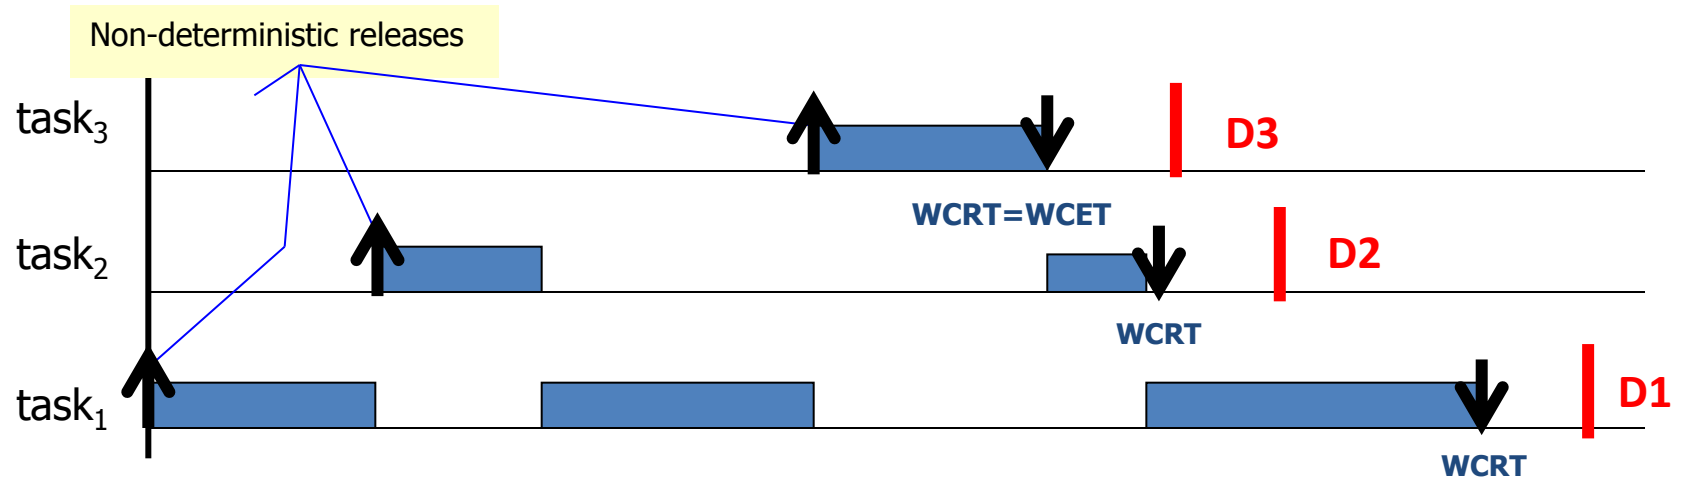 Non-deterministic releases
task3
D3
WCRT=WCET
task2
D2
WCRT
task1
D1
WCRT